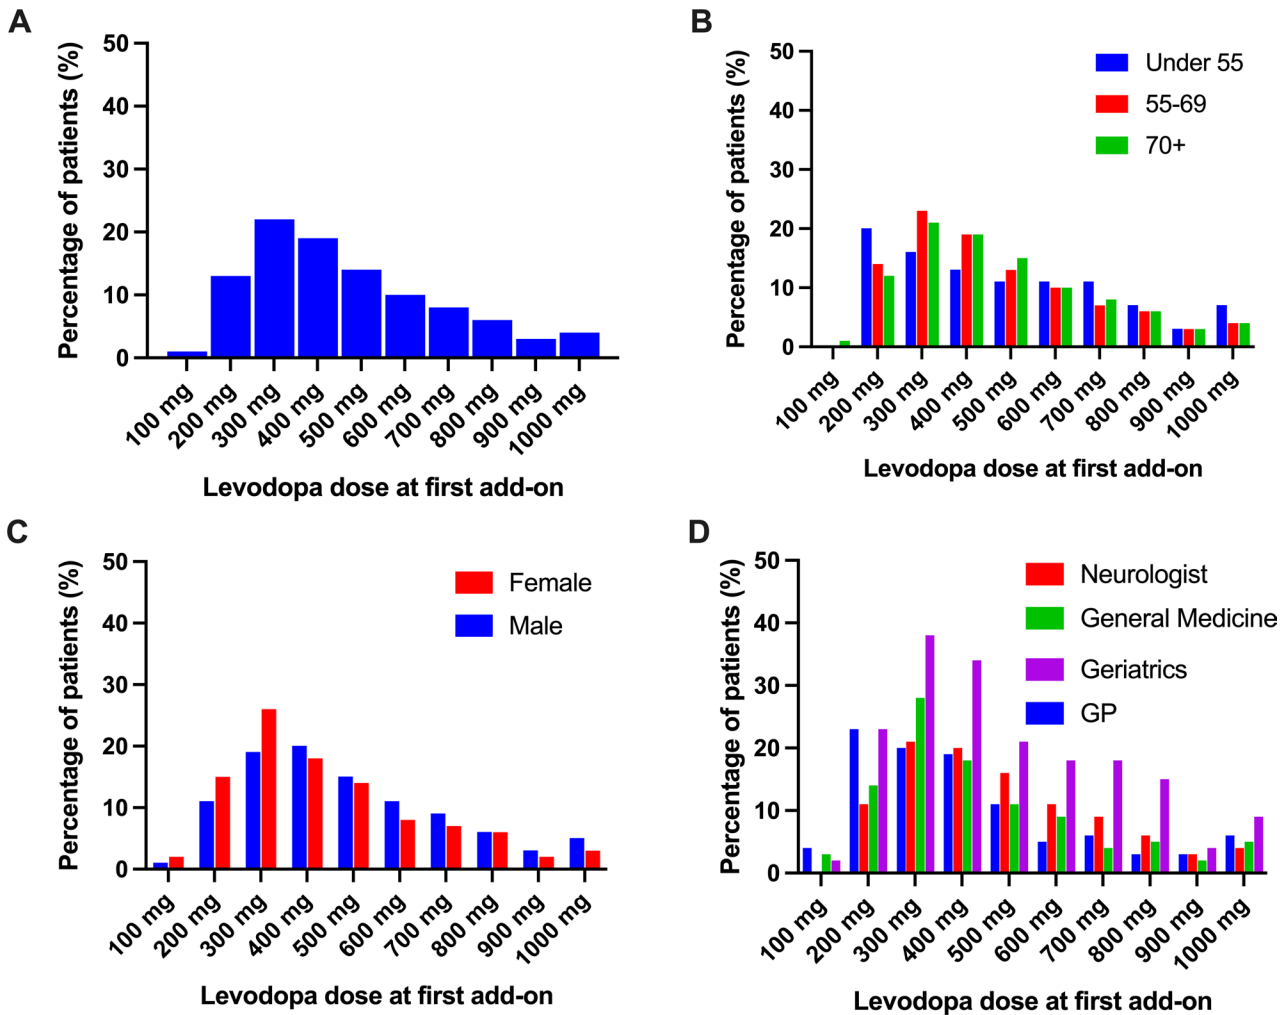 A
Percentage of patients (%)
50
40
30
20
10
0
100 mg
200 mg
300 mg
400 mg
500 mg
600 mg
700 mg
800 mg
900 mg
1000 mg
Levodopa dose at first add-on
B
Percentage of patients (%)
50
40
30
20
10
0
Under 55
55-69
70+
100 mg
200 mg
300 mg
400 mg
500 mg
600 mg
700 mg
800 mg
900 mg
1000 mg
Levodopa dose at first add-on
C
Percentage of patients (%)
50
40
30
20
10
0
Female
Male
100 mg
200 mg
300 mg
400 mg
500 mg
600 mg
700 mg
800 mg
900 mg
1000 mg
Levodopa dose at first add-on
D
Percentage of patients (%)
50
40
30
20
10
0
Neurologist
General Medicine
Geriatrics
GP
100 mg
200 mg
300 mg
400 mg
500 mg
600 mg
700 mg
800 mg
900 mg
1000 mg
Levodopa dose at first add-on